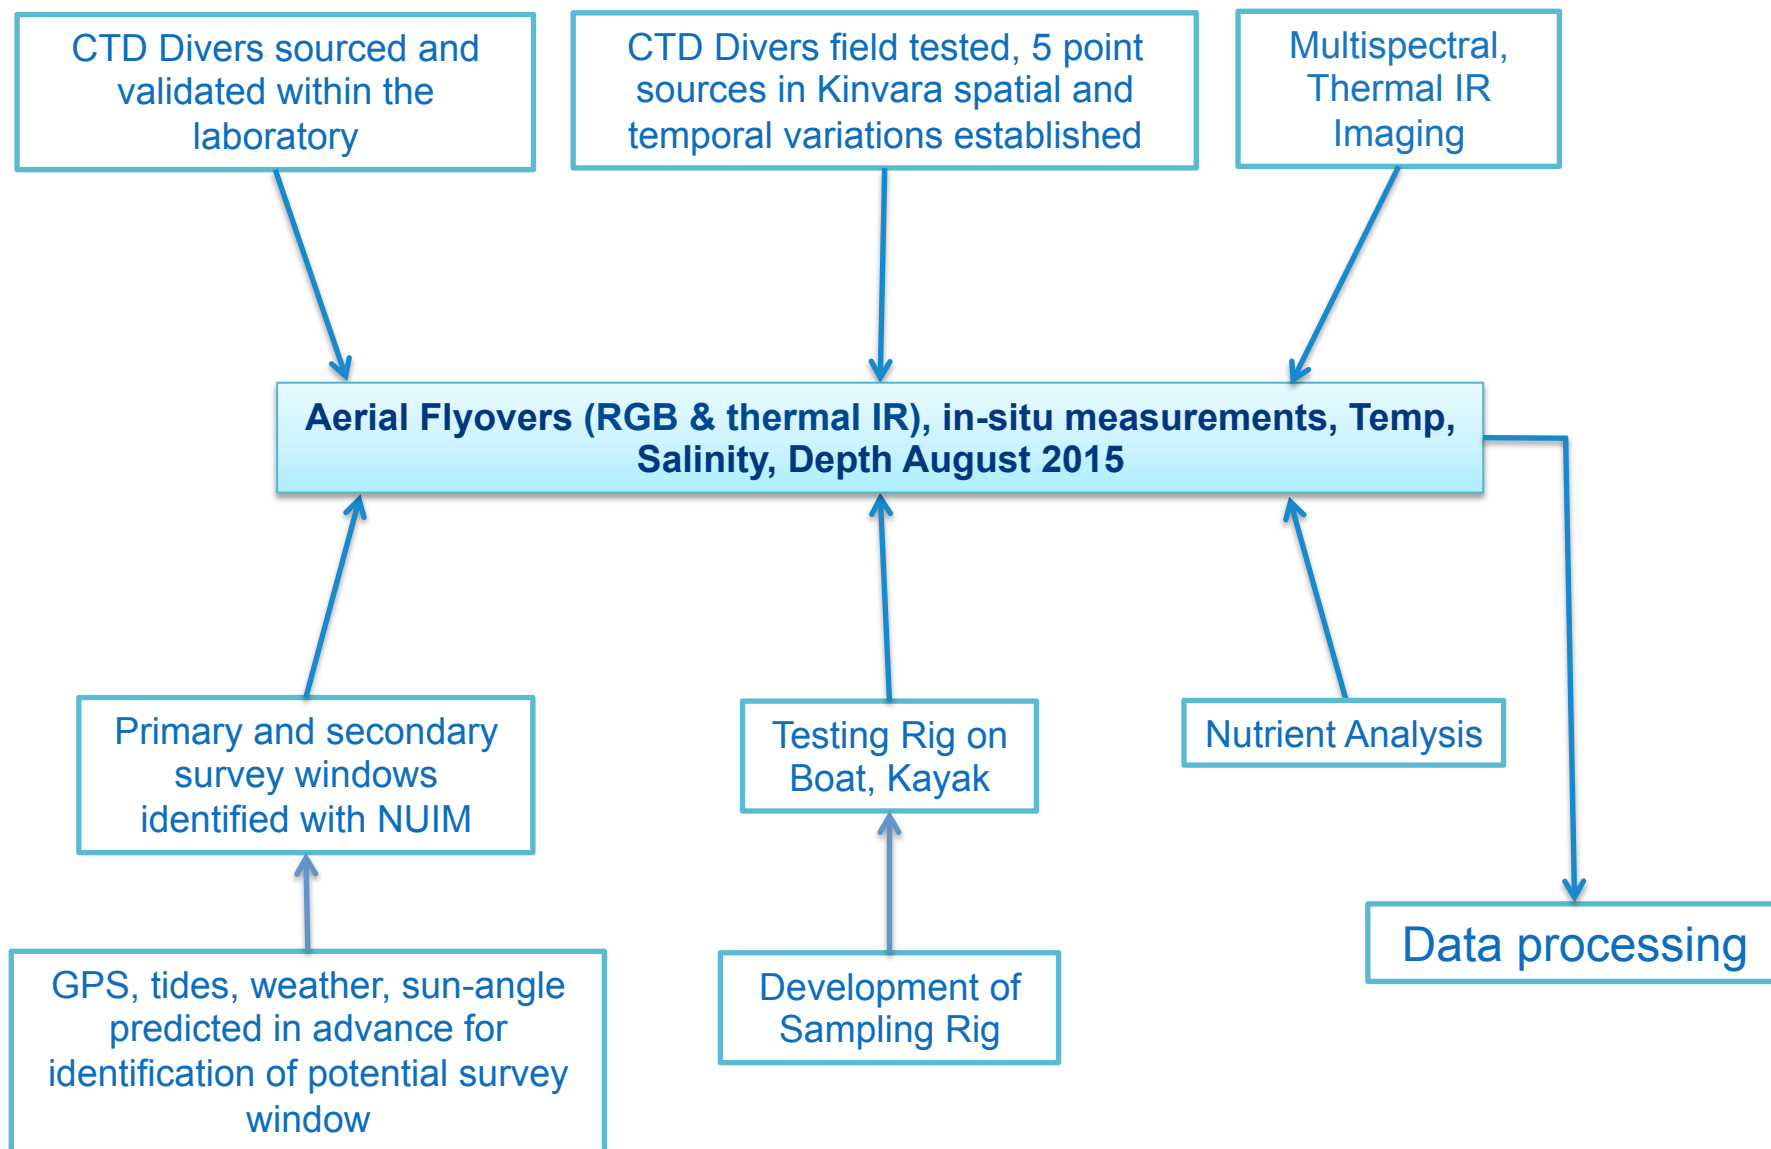 CTD Divers sourced and
validated within the
laboratory
CTD Divers field tested, 5 point
sources in Kinvara spatial and
temporal variations established
Multispectral,
Thermal IR
Imaging
Aerial Flyovers (RGB & thermal IR), in-situ measurements, Temp,
Salinity, Depth August 2015
Primary and secondary
survey windows
identified with NUIM
Testing Rig on
Boat, Kayak
Nutrient Analysis
GPS, tides, weather, sun-angle
predicted in advance for
identification of potential survey
window
Development of
Sampling Rig
Data processing